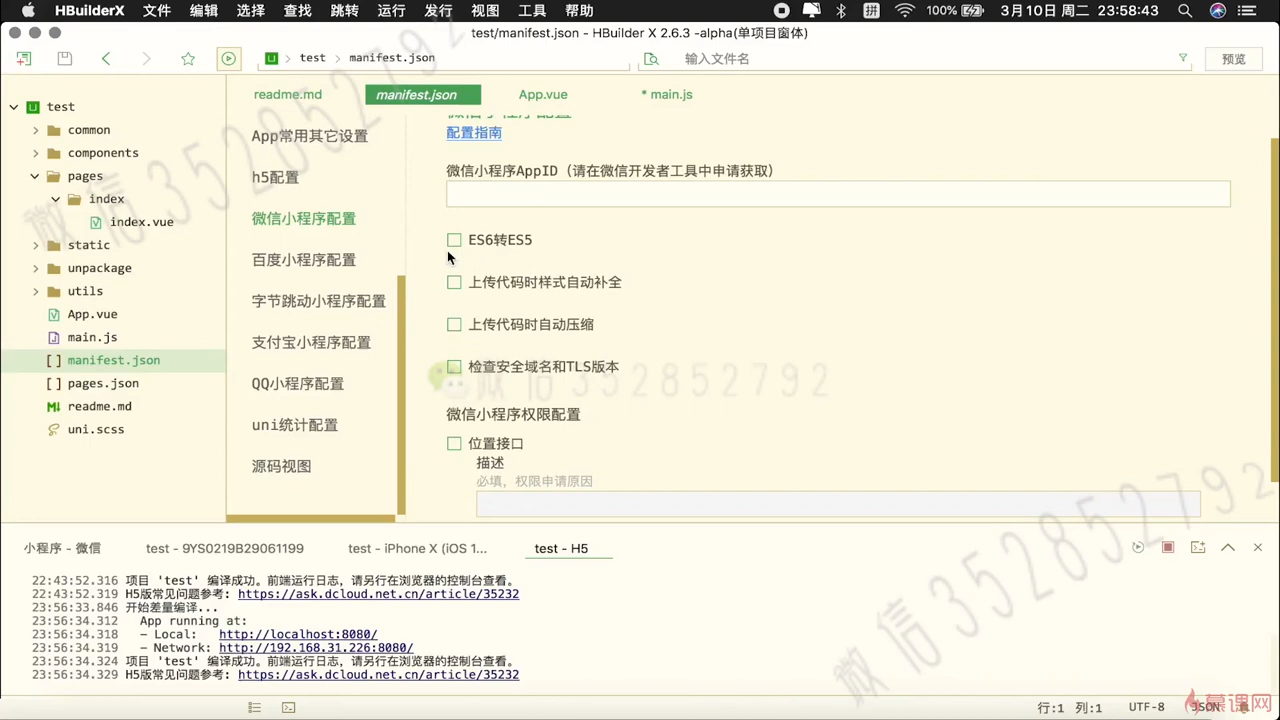 HBuilderX 文件 编辑 选择 查找 跳转 运行 发行 视图 工具 帮助 拼 100% 3月10日 周二 23:58:43
test/manifest.json - HBuilder X 2.6.3 -alpha(单项目窗体)
test manifest.json 输入文件名 预览
readme.md manifest.json App.vue * main.js
test
common
components
pages
index
index.vue
static
unpackage
utils
App.vue
main.js
manifest.json
pages.json
readme.md
uni.scss
App常用其它设置
h5配置
微信小程序配置
百度小程序配置
字节跳动小程序配置
支付宝小程序配置
QQ小程序配置
uni统计配置
源码视图
微信小程序配置
配置指南
微信小程序AppID（请在微信开发者工具中申请获取）
ES6转ES5
上传代码时样式自动补全
上传代码时自动压缩
检查安全域名和TLS版本
微信小程序权限配置
位置接口
描述
必填，权限申请原因
小程序 - 微信 test - 9YS0219B29061199 test - iPhone X (iOS 1... test - H5
22:43:52.316 项目 'test' 编译成功。前端运行日志，请另行在浏览器的控制台查看。
22:43:52.319 H5版常见问题参考: https://ask.dcloud.net.cn/article/35232
23:56:33.846 开始差量编译...
23:56:34.312 App running at:
23:56:34.318 - Local: http://localhost:8080/
23:56:34.319 - Network: http://192.168.31.226:8080/
23:56:34.324 项目 'test' 编译成功。前端运行日志，请另行在浏览器的控制台查看。
23:56:34.329 H5版常见问题参考: https://ask.dcloud.net.cn/article/35232
行:1 列:1 UTF-8 JSON
慕课网
微信 352852792
微信 352852792
微信 352852792